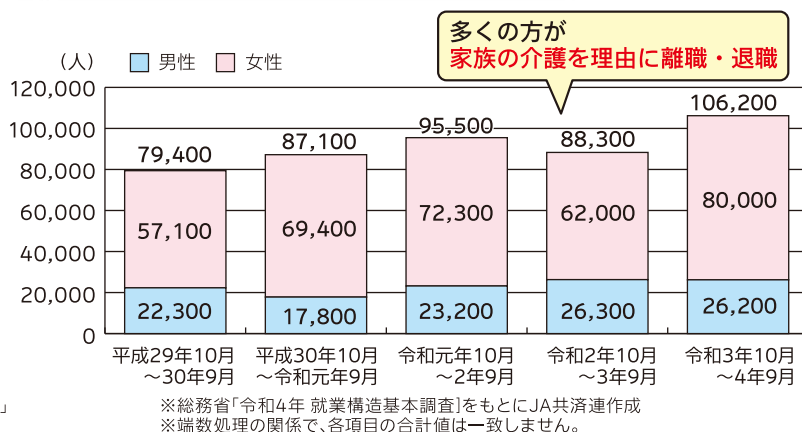 多くの方が
家族の介護を理由に離職・退職
（人） 男性 女性
120,000
100,000
80,000
60,000
40,000
20,000
0
79,400
57,100
22,300
87,100
69,400
17,800
95,500
72,300
23,200
88,300
62,000
26,300
106,200
80,000
26,200
平成29年10月
～30年9月
平成30年10月
～令和元年9月
令和元年10月
～2年9月
令和2年10月
～3年9月
令和3年10月
～4年9月
」
※総務省｢令和4年 就業構造基本調査]をもとにJA共済連作成
※端数処理の関係で、各項目の合計値は一致しません。